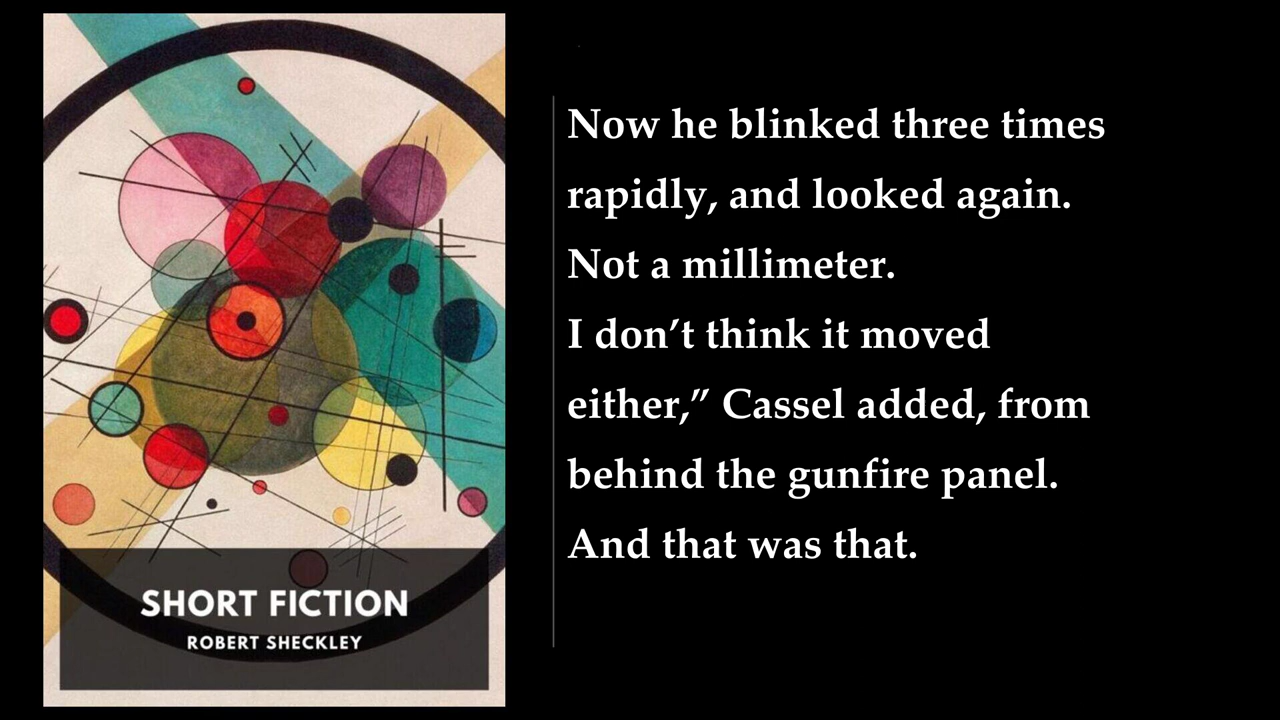 SHORT FICTION
ROBERT SHECKLEY
Now he blinked three times
rapidly, and looked again.
Not a millimeter.
I don’t think it moved
either,” Cassel added, from
behind the gunfire panel.
And that was that.